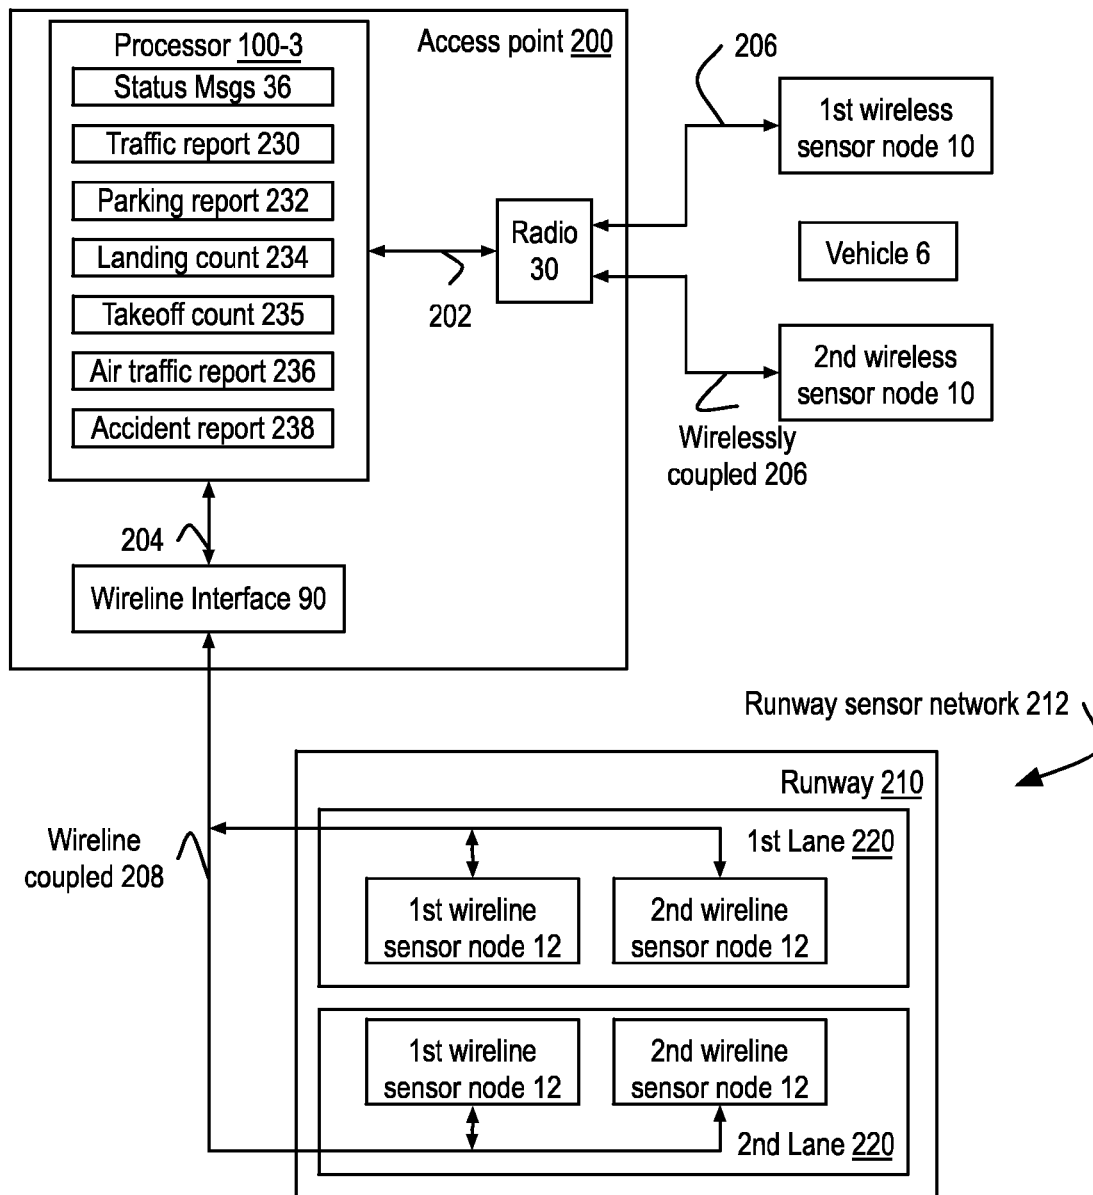 Processor 100-3
Status Msgs 36
Traffic report 230
Parking report 232
Landing count 234
Takeoff count 235
Air traffic report 236
Accident report 238
Access point 200
206
1st wireless
sensor node 10
Radio
30
Vehicle 6
202
2nd wireless
sensor node 10
Wirelessly
coupled 206
204
Wireline Interface 90
Runway sensor network 212
Runway 210
Wireline
coupled 208
1st Lane 220
1st wireline
sensor node 12
2nd wireline
sensor node 12
1st wireline
sensor node 12
2nd wireline
sensor node 12
2nd Lane 220